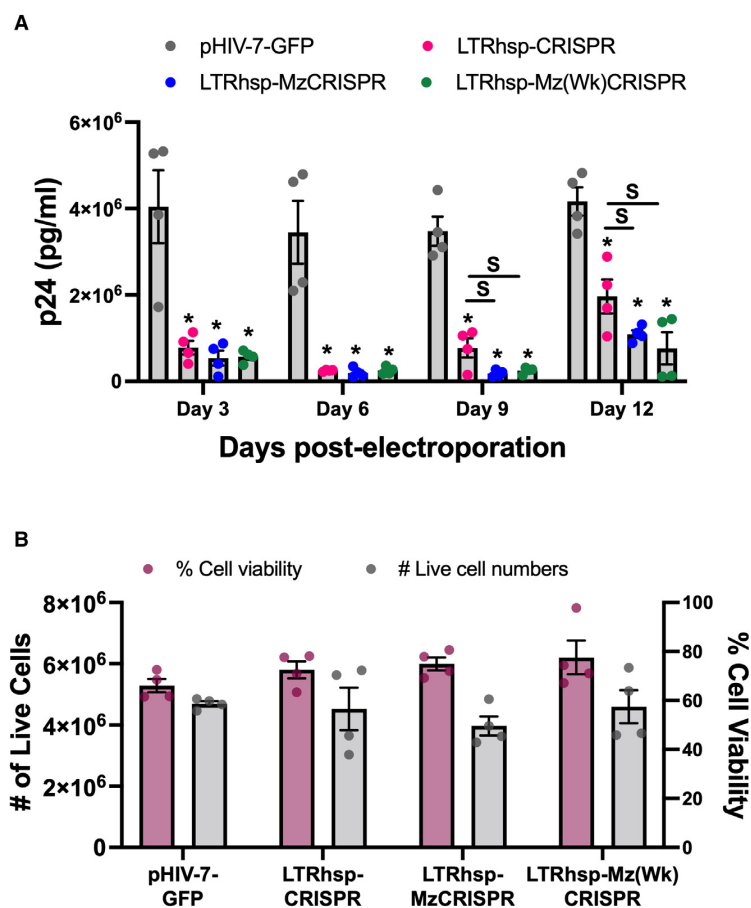 A
pHIV-7-GFP LTRhsp-CRISPR
LTRhsp-MzCRISPR LTRhsp-Mz(Wk)CRISPR
p24 (pg/ml)
6×10⁶
4×10⁶
2×10⁶
0
* * *
* * *
S
S
* * *
S
S
* * *
Day 3 Day 6 Day 9 Day 12
Days post-electroporation
B
% Cell viability # Live cell numbers
# of Live Cells
8×10⁶
6×10⁶
4×10⁶
2×10⁶
0
100
80
60
40
20
0
% Cell Viability
pHIV-7- LTRhsp- LTRhsp- LTRhsp-Mz(Wk)
GFP CRISPR MzCRISPR CRISPR